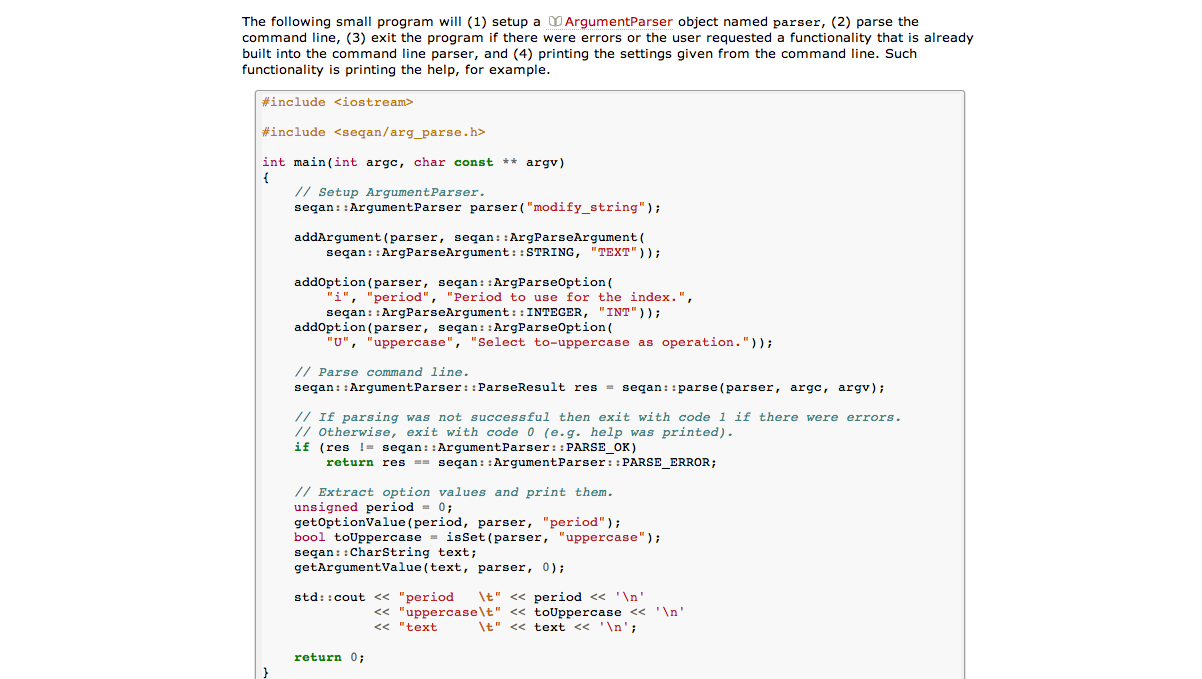 The following small program will (1) setup a ArgumentParser object named parser, (2) parse the
command line, (3) exit the program if there were errors or the user requested a functionality that is already
built into the command line parser, and (4) printing the settings given from the command line. Such
functionality is printing the help, for example.
#include <iostream>
#include <seqan/arg_parse.h>
int main(int argc, char const ** argv)
{
    // Setup ArgumentParser.
    seqan::ArgumentParser parser("modify_string");
    addArgument(parser, seqan::ArgParseArgument(
        seqan::ArgParseArgument::STRING, "TEXT"));
    addOption(parser, seqan::ArgParseOption(
        "i", "period", "Period to use for the index.",
        seqan::ArgParseArgument::INTEGER, "INT"));
    addOption(parser, seqan::ArgParseOption(
        "U", "uppercase", "Select to-uppercase as operation."));
    // Parse command line.
    seqan::ArgumentParser::ParseResult res = seqan::parse(parser, argc, argv);
    // If parsing was not successful then exit with code 1 if there were errors.
    // Otherwise, exit with code 0 (e.g. help was printed).
    if (res != seqan::ArgumentParser::PARSE_OK)
        return res == seqan::ArgumentParser::PARSE_ERROR;
    // Extract option values and print them.
    unsigned period = 0;
    getOptionValue(period, parser, "period");
    bool toUppercase = isSet(parser, "uppercase");
    seqan::CharString text;
    getArgumentValue(text, parser, 0);
    std::cout << "period   \t" << period << '\n'
              << "uppercase\t" << toUppercase << '\n'
              << "text     \t" << text << '\n';
    return 0;
}